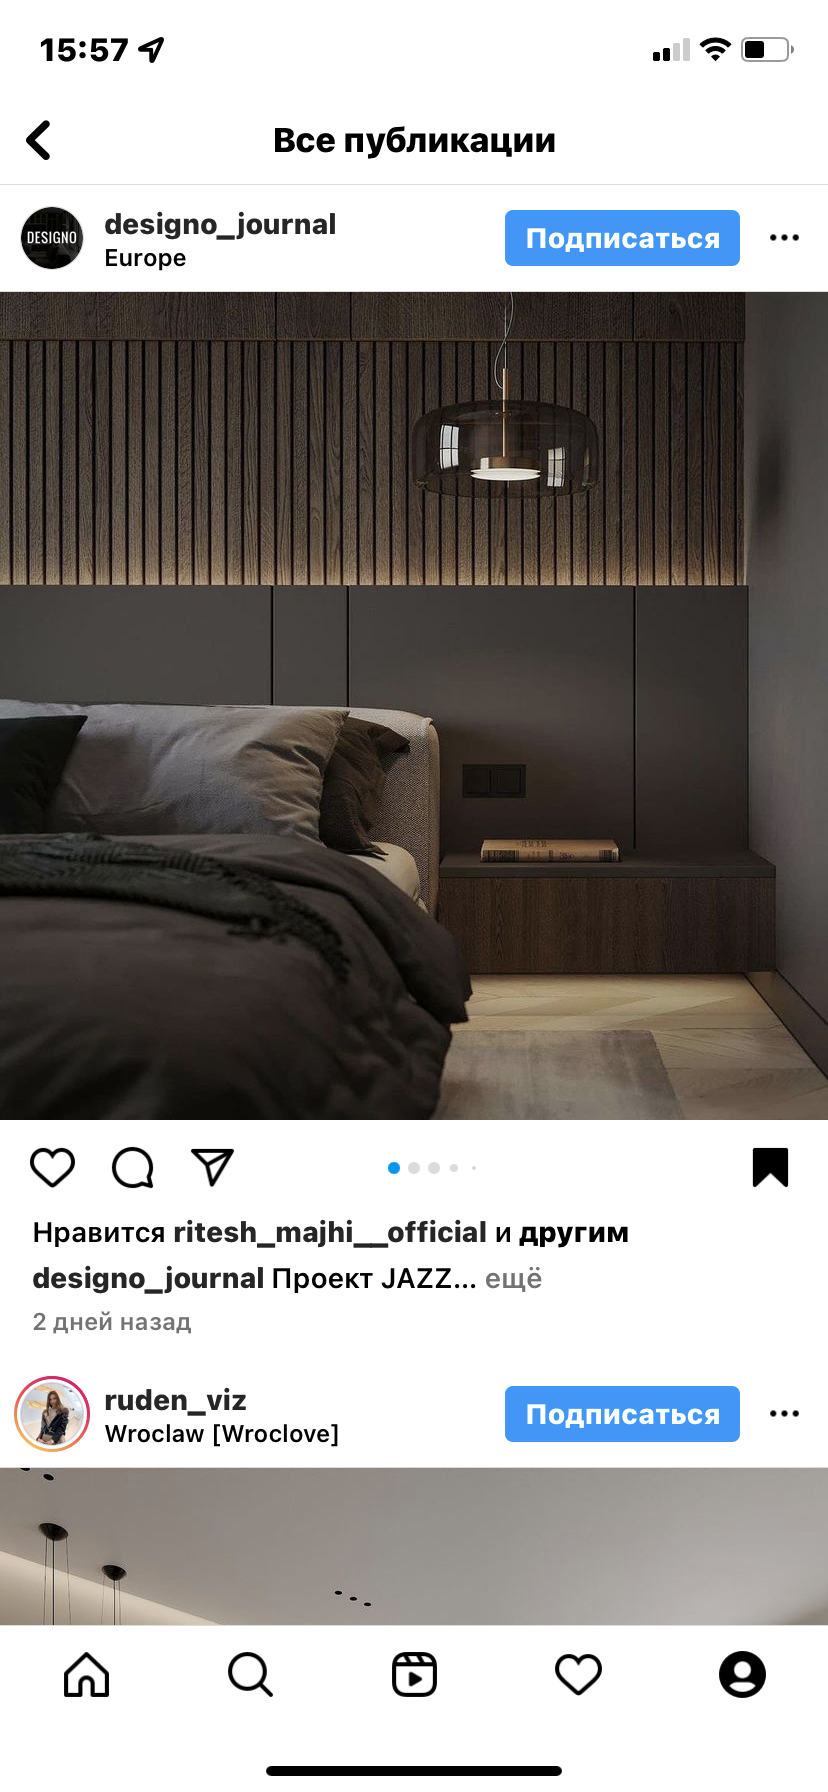 15:57
Все публикации
DESIGNO
designo_journal
Europe
Подписаться
Нравится ritesh_majhi__official и другим
designo_journal Проект JAZZ... ещё
2 дней назад
ruden_viz
Wroclaw [Wroclove]
Подписаться